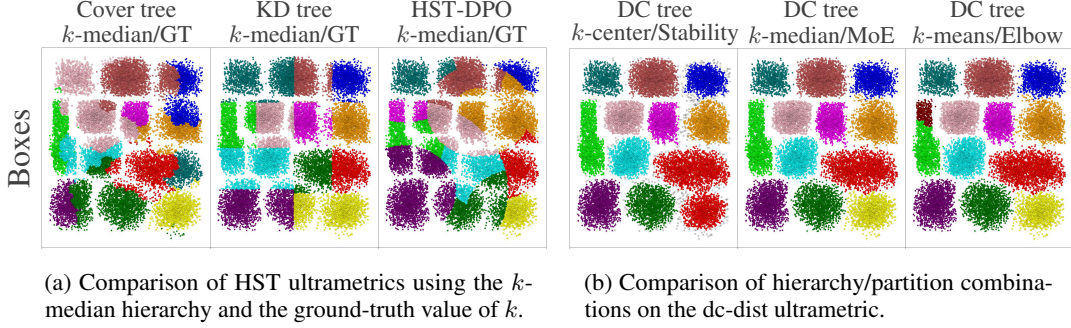 Cover tree
k-median/GT
KD tree
k-median/GT
HST-DPO
k-median/GT
DC tree
k-center/Stability
DC tree
k-median/MoE
DC tree
k-means/Elbow
Boxes
(a) Comparison of HST ultrametrics using the k-
median hierarchy and the ground-truth value of k.
(b) Comparison of hierarchy/partition combina-
tions on the dc-dist ultrametric.